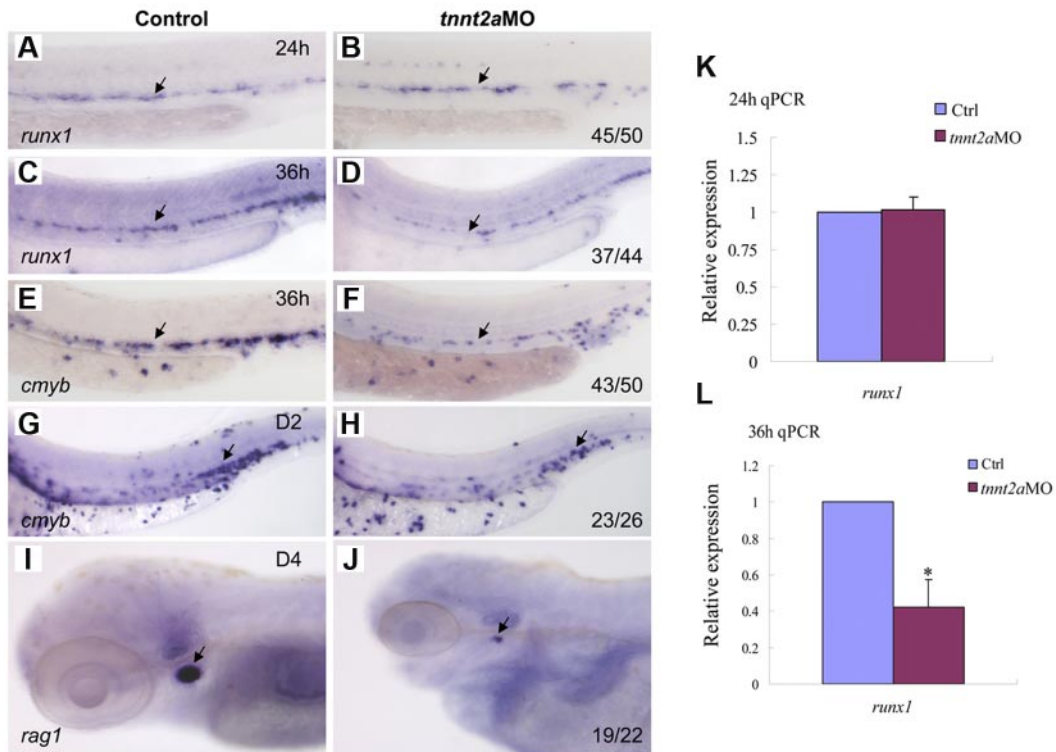 Control
tnnt2aMO
A
24h
runx1
B
45/50
C
36h
runx1
D
37/44
E
36h
cmyb
F
43/50
G
D2
cmyb
H
23/26
I
D4
rag1
J
19/22
K
24h qPCR
Ctrl
tnnt2aMO
Relative expression
1.5
1.25
1
0.75
0.5
0.25
0
runx1
L
36h qPCR
Ctrl
tnnt2aMO
Relative expression
1.2
1
0.8
0.6
0.4
0.2
0
*
runx1